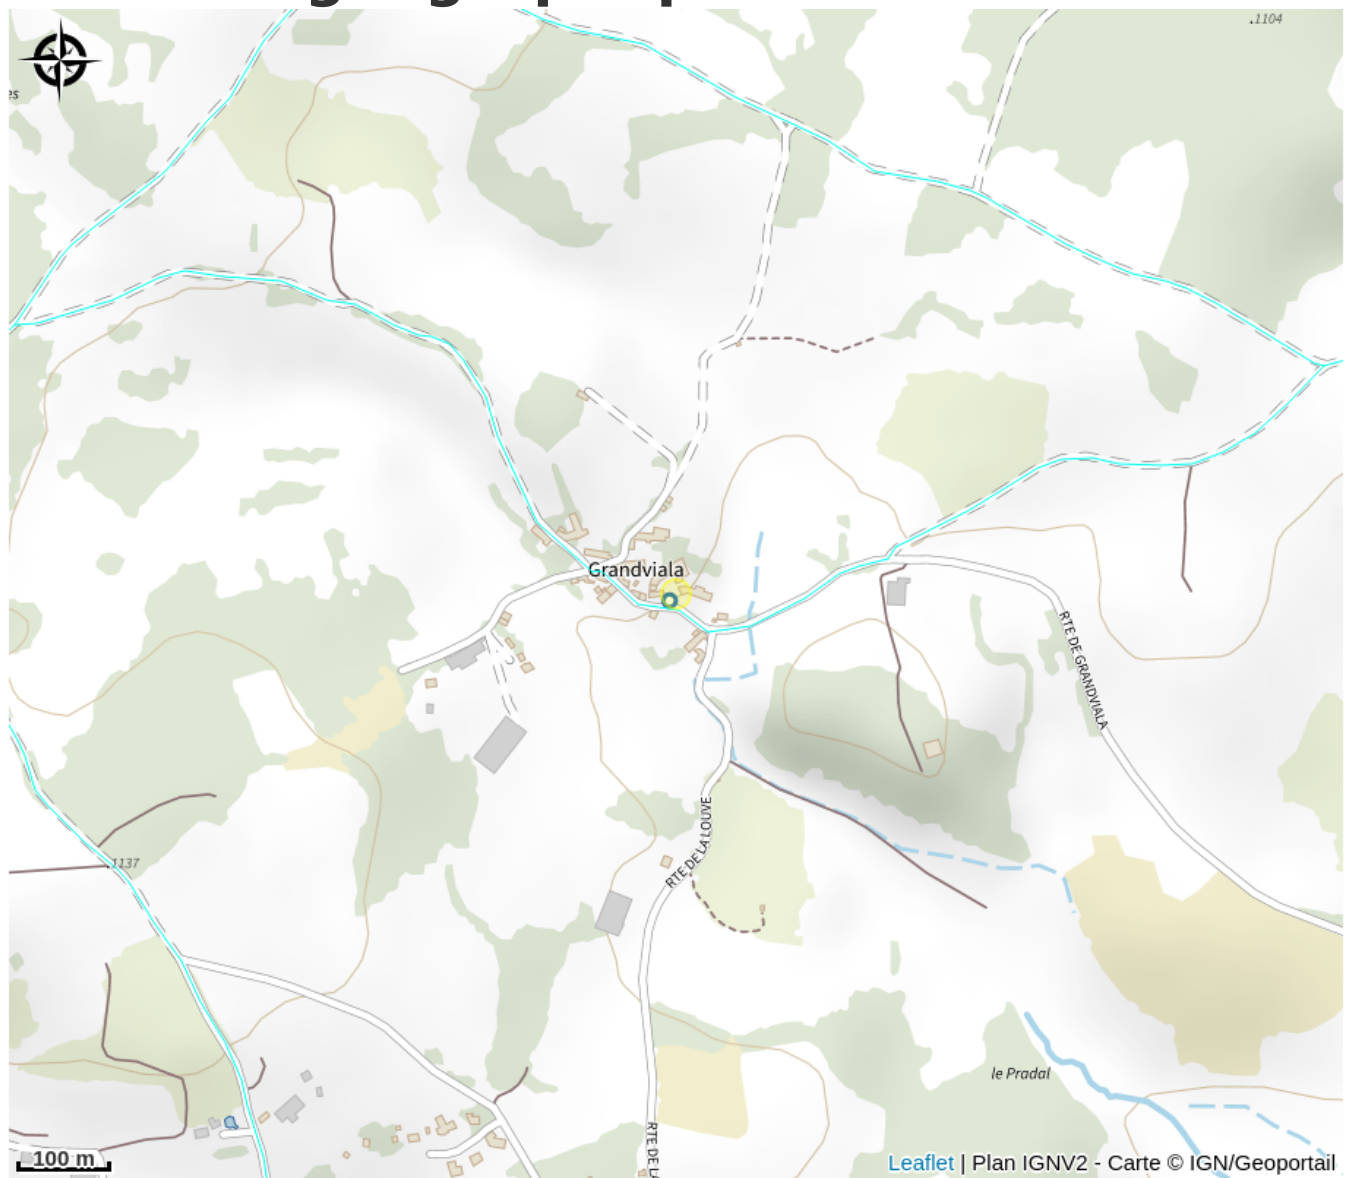 .1104
es
Grandviala
RTE DE GRANDVIALA
RTE DE LA LOUVE
1137
le Pradal
RTE DE L
100 m
Leaflet | Plan IGNV2 - Carte © IGN/Geoportail